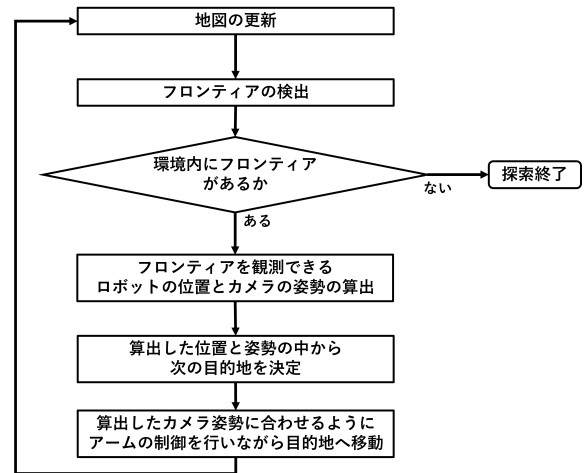 地図の更新
フロンティアの検出
環境内にフロンティア
があるか
ない
探索終了
ある
フロンティアを観測できる
ロボットの位置とカメラの姿勢の算出
算出した位置と姿勢の中から
次の目的地を決定
算出したカメラ姿勢に合わせるように
アームの制御を行いながら目的地へ移動